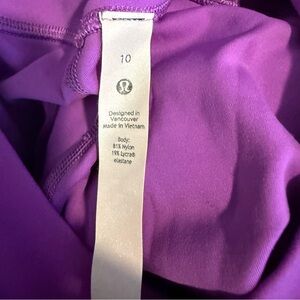 10
Designed in
Vancouver
Made in Vietnam
Body:
81% Nylon
19% Lycra®
elastane